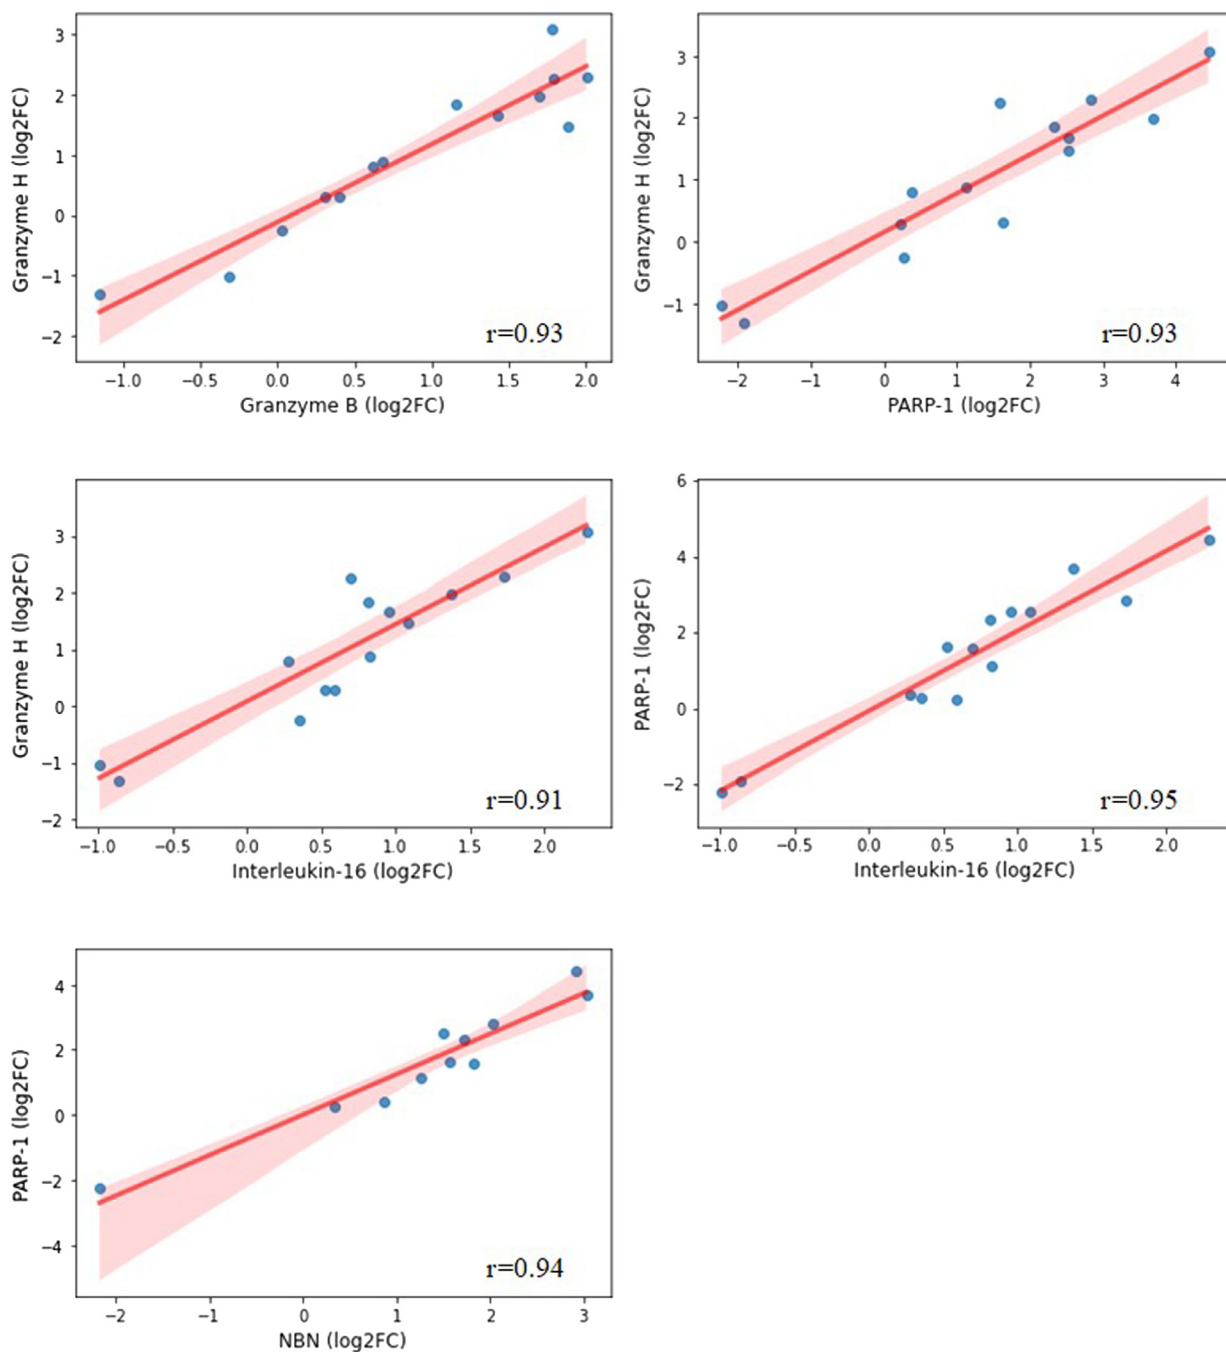 3
2
1
0
−1
−2
Granzyme H (log2FC)
r=0.93
−1.0 −0.5 0.0 0.5 1.0 1.5 2.0
Granzyme B (log2FC)
3
2
1
0
−1
Granzyme H (log2FC)
r=0.93
−2 −1 0 1 2 3 4
PARP-1 (log2FC)
3
2
1
0
−1
−2
Granzyme H (log2FC)
r=0.91
−1.0 −0.5 0.0 0.5 1.0 1.5 2.0
Interleukin-16 (log2FC)
6
4
2
0
−2
PARP-1 (log2FC)
r=0.95
−1.0 −0.5 0.0 0.5 1.0 1.5 2.0
Interleukin-16 (log2FC)
4
2
0
−2
−4
PARP-1 (log2FC)
r=0.94
−2 −1 0 1 2 3
NBN (log2FC)